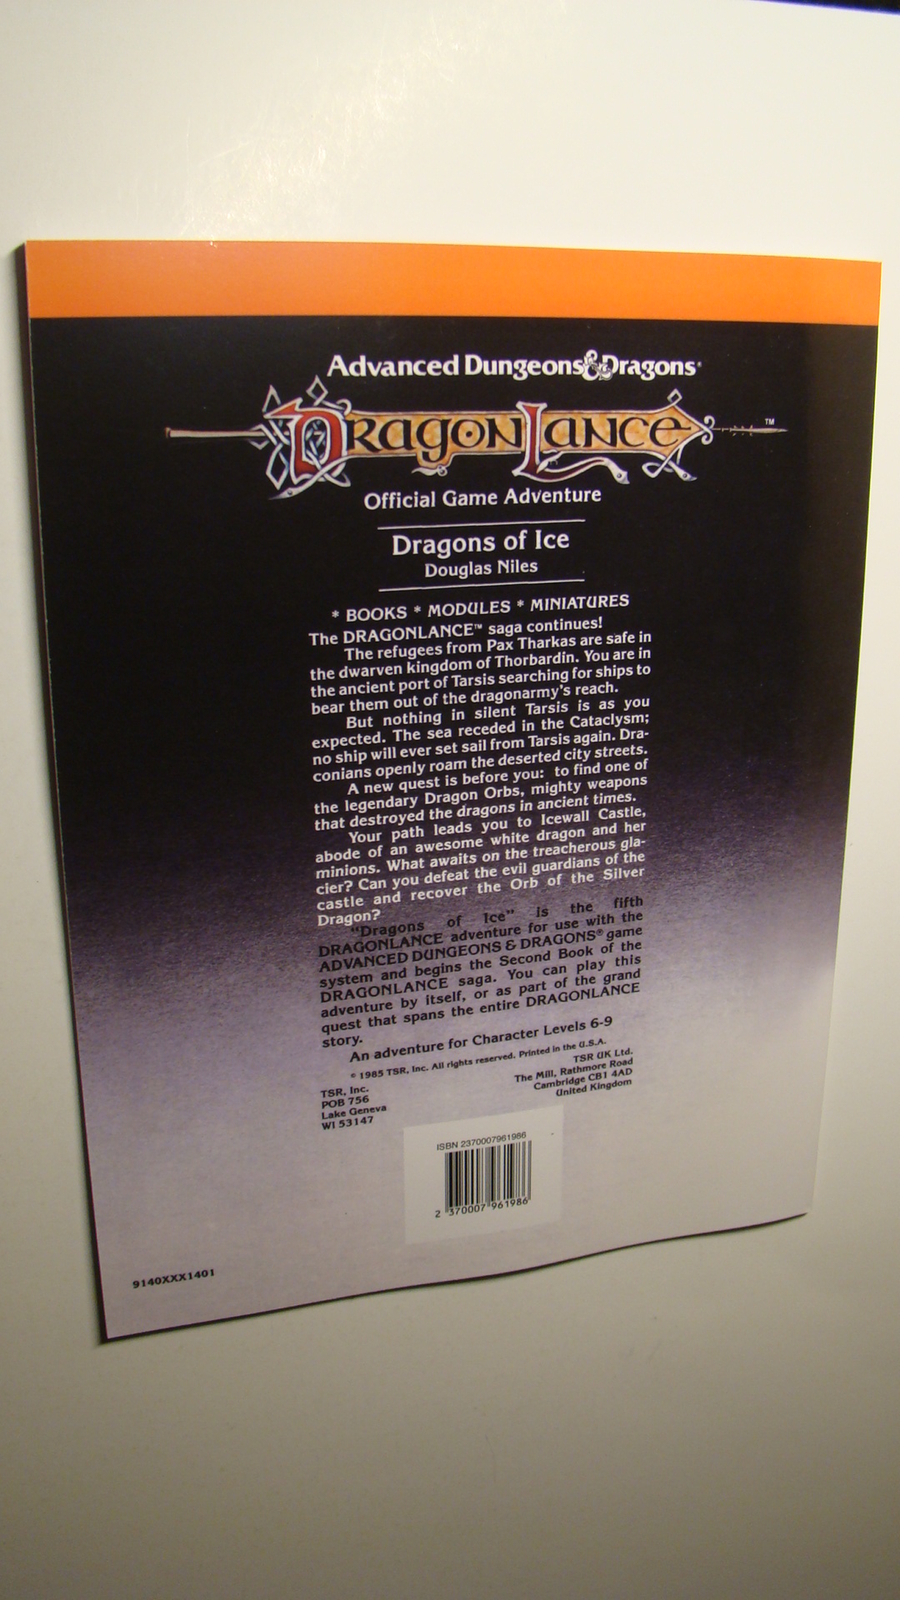 Advanced Dungeons & Dragons®
DRAGONLANCE™
Official Game Adventure
Dragons of Ice
Douglas Niles
* BOOKS * MODULES * MINIATURES
The DRAGONLANCE™ saga continues!
The refugees from Pax Tharkas are safe in
the dwarven kingdom of Thorbardin. You are in
the ancient port of Tarsis searching for ships to
bear them out of the dragonarmy's reach.
But nothing in silent Tarsis is as you
expected. The sea receded in the Cataclysm;
no ship will ever set sail from Tarsis again. Dra-
conians openly roam the deserted city streets.
A new quest is before you: to find one of
the legendary Dragon Orbs, mighty weapons
that destroyed the dragons in ancient times.
Your path leads you to Icewall Castle,
abode of an awesome white dragon and her
minions. What awaits on the treacherous gla-
cier? Can you defeat the evil guardians of the
castle and recover the Orb of the Silver
Dragon?
"Dragons of Ice" is the fifth
DRAGONLANCE adventure for use with the
ADVANCED DUNGEONS & DRAGONS® game
system and begins the Second Book of the
DRAGONLANCE saga. You can play this
adventure by itself, or as part of the grand
quest that spans the entire DRAGONLANCE
story.
An adventure for Character Levels 6-9
© 1985 TSR, Inc. All rights reserved. Printed in the U.S.A.
TSR, Inc.
POB 756
Lake Geneva
WI 53147
TSR UK Ltd.
The Mill, Rathmore Road
Cambridge CB1 4AD
United Kingdom
ISBN 2370007961986
2 370007 961986
9140XXX1401